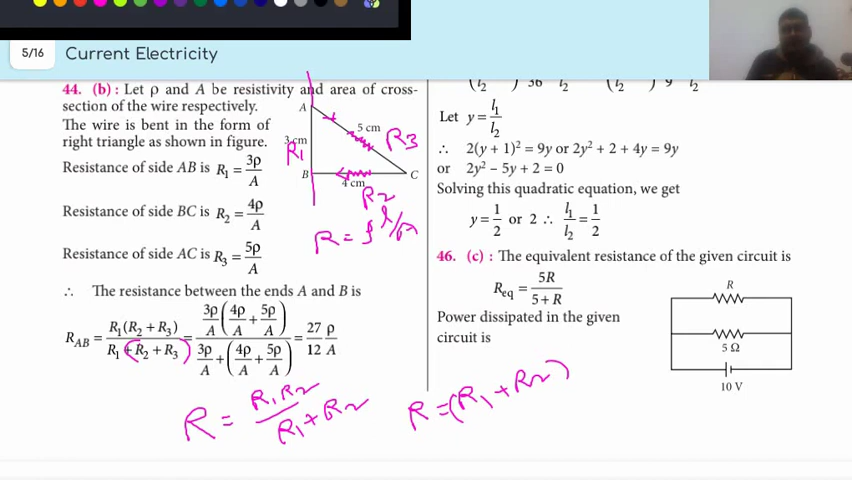 5/16 Current Electricity
44. (b) : Let ρ and A be resistivity and area of cross-
section of the wire respectively.
The wire is bent in the form of
right triangle as shown in figure.
Resistance of side AB is R₁ = 3ρ/A
Resistance of side BC is R₂ = 4ρ/A
Resistance of side AC is R₃ = 5ρ/A
∴ The resistance between the ends A and B is
R_AB = R₁(R₂ + R₃)/(R₁ + R₂ + R₃) = (3ρ/A (4ρ/A + 5ρ/A))/(3ρ/A + (4ρ/A + 5ρ/A)) = 27/12 ρ/A
A
5 cm
3 cm
B
4 cm
C
R1
R3
R2
R = ρ l/A
R = R₁R₂/(R₁+R₂)
R = (R₁+R₂)
Let y = l₁/l₂
∴ 2(y + 1)² = 9y or 2y² + 2 + 4y = 9y
or 2y² – 5y + 2 = 0
Solving this quadratic equation, we get
y = 1/2 or 2 ∴ l₁/l₂ = 1/2
46. (c) : The equivalent resistance of the given circuit is
R_eq = 5R/(5 + R)
Power dissipated in the given
circuit is
R
5 Ω
10 V